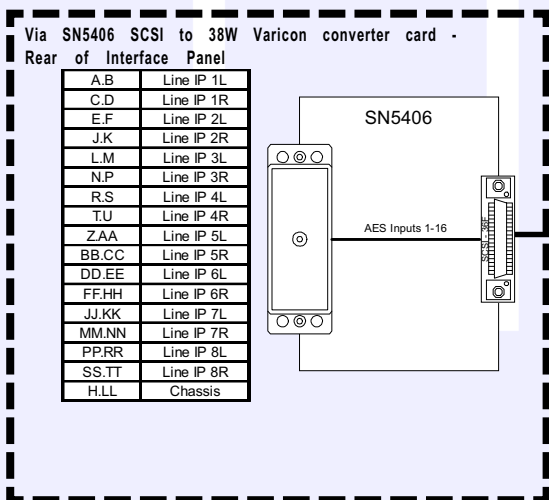 Via SN5406 SCSI to 38W Varicon converter card -
Rear of Interface Panel
A.B Line IP 1L
C.D Line IP 1R
E.F Line IP 2L
J.K Line IP 2R
L.M Line IP 3L
N.P Line IP 3R
R.S Line IP 4L
T.U Line IP 4R
Z.AA Line IP 5L
BB.CC Line IP 5R
DD.EE Line IP 6L
FF.HH Line IP 6R
JJ.KK Line IP 7L
MM.NN Line IP 7R
PP.RR Line IP 8L
SS.TT Line IP 8R
H.LL Chassis
SN5406
AES Inputs 1-16
SCSI - 36F